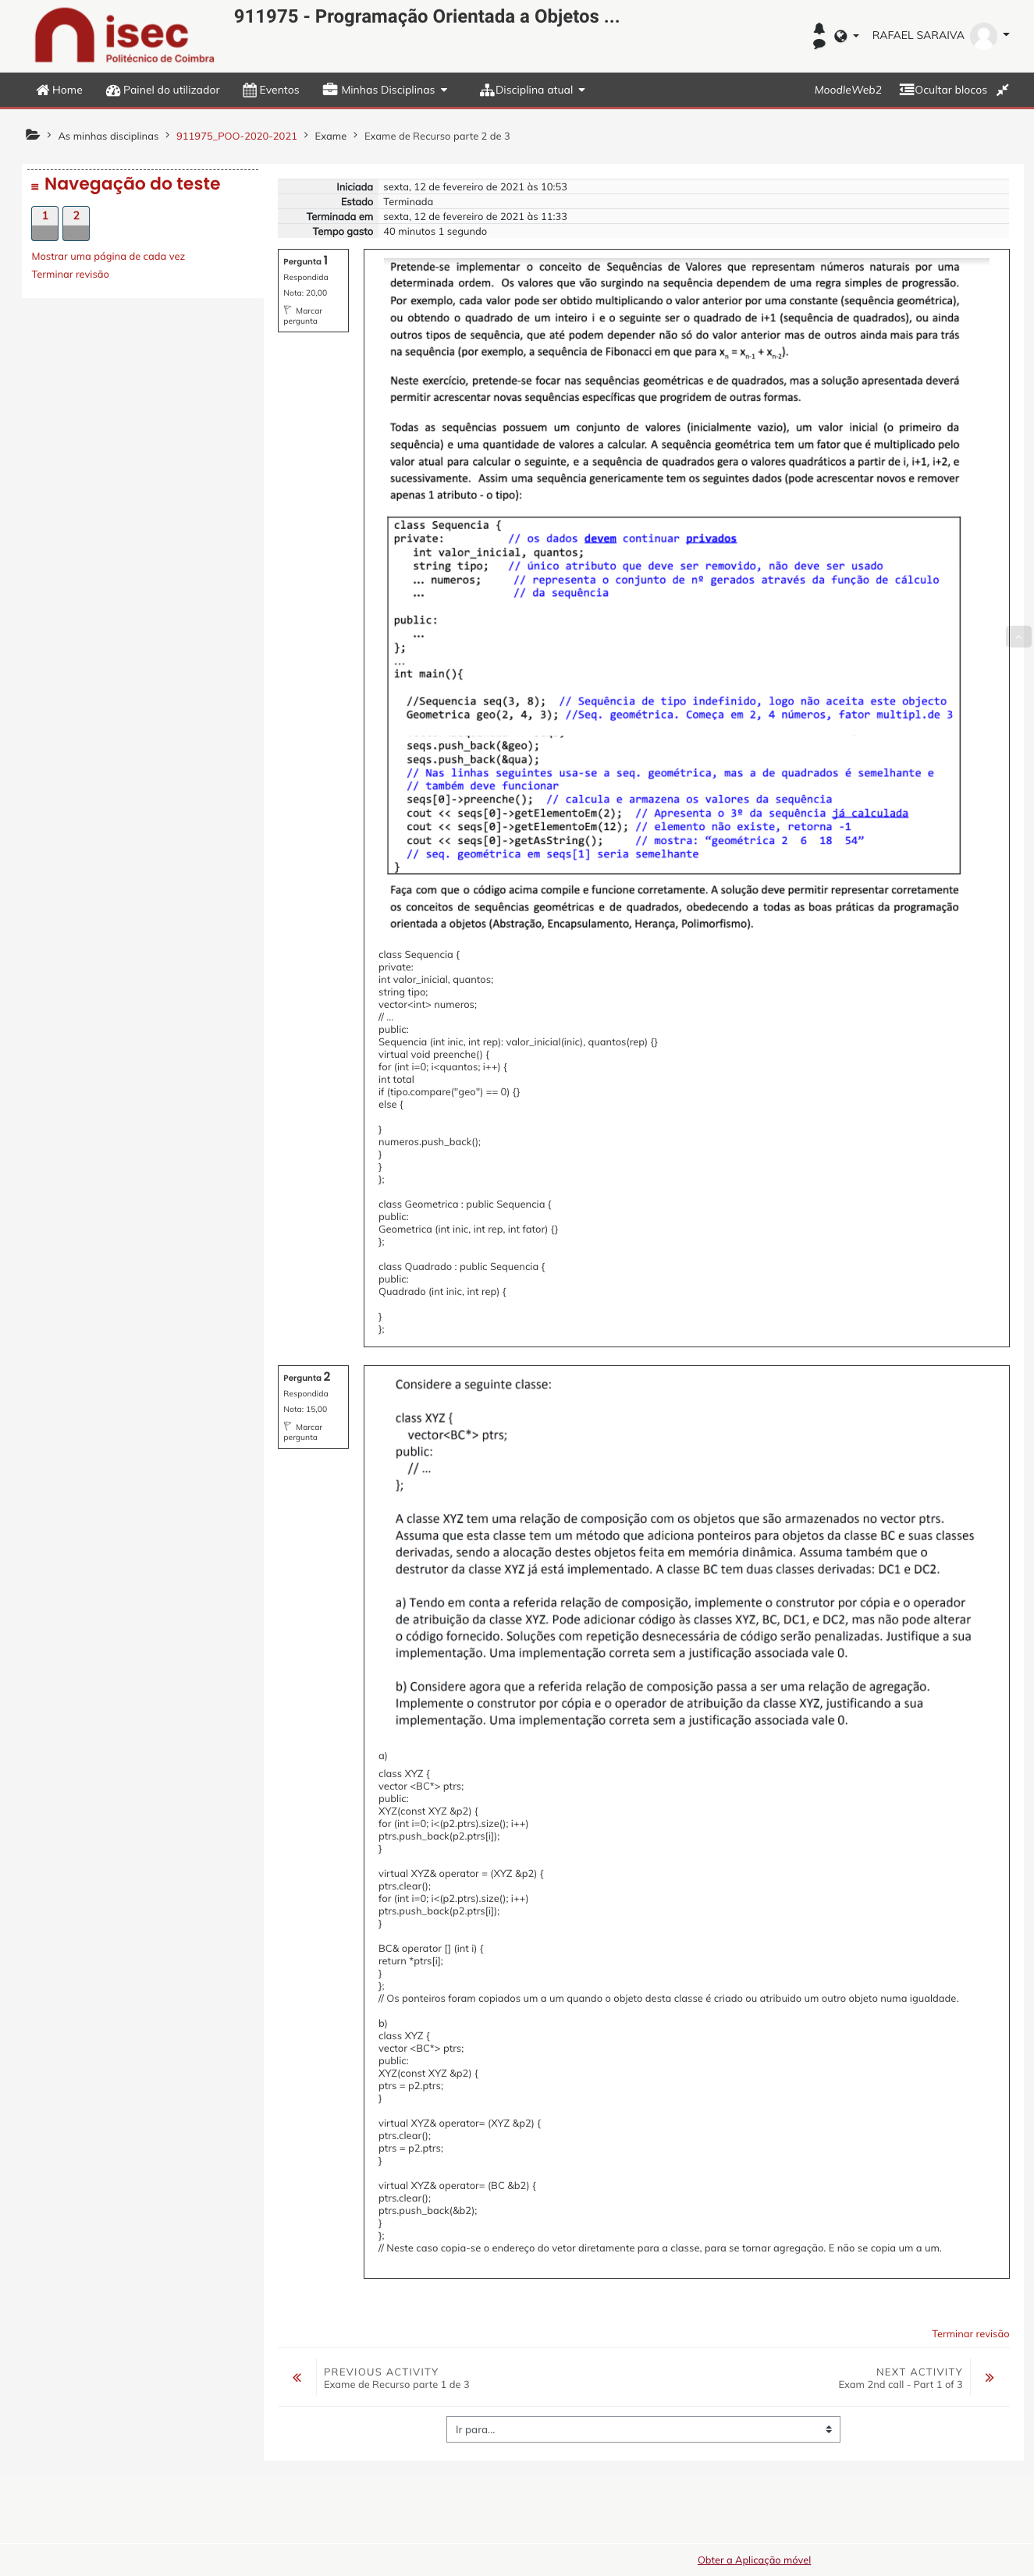 isec
Politécnico de Coimbra
911975 - Programação Orientada a Objetos ...
RAFAEL SARAIVA
Home
Painel do utilizador
Eventos
Minhas Disciplinas
Disciplina atual
MoodleWeb2
Ocultar blocos
As minhas disciplinas > 911975_POO-2020-2021 > Exame > Exame de Recurso parte 2 de 3
Navegação do teste
1 2
Mostrar uma página de cada vez
Terminar revisão
Iniciada sexta, 12 de fevereiro de 2021 às 10:53
Estado Terminada
Terminada em sexta, 12 de fevereiro de 2021 às 11:33
Tempo gasto 40 minutos 1 segundo
Pergunta 1
Respondida
Nota: 20,00
Marcar
pergunta
Pretende-se implementar o conceito de Sequências de Valores que representam números naturais por uma
determinada ordem. Os valores que vão surgindo na sequência dependem de uma regra simples de progressão.
Por exemplo, cada valor pode ser obtido multiplicando o valor anterior por uma constante (sequência geométrica),
ou obtendo o quadrado de um inteiro i e o seguinte ser o quadrado de i+1 (sequência de quadrados), ou ainda
outros tipos de sequência, que até podem depender não só do valor anterior mas de outros ainda mais para trás
na sequência (por exemplo, a sequência de Fibonacci em que para xn = xn-1 + xn-2).
Neste exercício, pretende-se focar nas sequências geométricas e de quadrados, mas a solução apresentada deverá
permitir acrescentar novas sequências específicas que progridem de outras formas.
Todas as sequências possuem um conjunto de valores (inicialmente vazio), um valor inicial (o primeiro da
sequência) e uma quantidade de valores a calcular. A sequência geométrica tem um fator que é multiplicado pelo
valor atual para calcular o seguinte, e a sequência de quadrados gera o valores quadráticos a partir de i, i+1, i+2, e
sucessivamente. Assim uma sequência genericamente tem os seguintes dados (pode acrescentar novos e remover
apenas 1 atributo - o tipo):
class Sequencia {
private: // os dados devem continuar privados
int valor_inicial, quantos;
string tipo; // único atributo que deve ser removido, não deve ser usado
... numeros; // representa o conjunto de nº gerados através da função de cálculo
... // da sequência
public:
...
};
...
int main(){
//Sequencia seq(3, 8); // Sequência de tipo indefinido, logo não aceita este objecto
Geometrica geo(2, 4, 3); //Seq. geométrica. Começa em 2, 4 números, fator multipl.de 3
seqs.push_back(&geo);
seqs.push_back(&qua);
// Nas linhas seguintes usa-se a seq. geométrica, mas a de quadrados é semelhante e
// também deve funcionar
seqs[0]->preenche(); // calcula e armazena os valores da sequência
cout << seqs[0]->getElementoEm(2); // Apresenta o 3º da sequência já calculada
cout << seqs[0]->getElementoEm(12); // elemento não existe, retorna -1
cout << seqs[0]->getAsString(); // mostra: “geométrica 2 6 18 54”
// seq. geométrica em seqs[1] seria semelhante
}
Faça com que o código acima compile e funcione corretamente. A solução deve permitir representar corretamente
os conceitos de sequências geométricas e de quadrados, obedecendo a todas as boas práticas da programação
orientada a objetos (Abstração, Encapsulamento, Herança, Polimorfismo).
class Sequencia {
private:
int valor_inicial, quantos;
string tipo;
vector<int> numeros;
// ...
public:
Sequencia (int inic, int rep): valor_inicial(inic), quantos(rep) {}
virtual void preenche() {
for (int i=0; i<quantos; i++) {
int total
if (tipo.compare("geo") == 0) {}
else {
}
numeros.push_back();
}
}
};
class Geometrica : public Sequencia {
public:
Geometrica (int inic, int rep, int fator) {}
};
class Quadrado : public Sequencia {
public:
Quadrado (int inic, int rep) {
}
};
Pergunta 2
Respondida
Nota: 15,00
Marcar
pergunta
Considere a seguinte classe:
class XYZ {
vector<BC*> ptrs;
public:
// ...
};
A classe XYZ tem uma relação de composição com os objetos que são armazenados no vector ptrs.
Assuma que esta classe tem um método que adiciona ponteiros para objetos da classe BC e suas classes
derivadas, sendo a alocação destes objetos feita em memória dinâmica. Assuma também que o
destrutor da classe XYZ já está implementado. A classe BC tem duas classes derivadas: DC1 e DC2.
a) Tendo em conta a referida relação de composição, implemente o construtor por cópia e o operador
de atribuição da classe XYZ. Pode adicionar código às classes XYZ, BC, DC1, e DC2, mas não pode alterar
o código fornecido. Soluções com repetição desnecessária de código serão penalizadas. Justifique a sua
implementação. Uma implementação correta sem a justificação associada vale 0.
b) Considere agora que a referida relação de composição passa a ser uma relação de agregação.
Implemente o construtor por cópia e o operador de atribuição da classe XYZ, justificando a sua
implementação. Uma implementação correta sem a justificação associada vale 0.
a)
class XYZ {
vector <BC*> ptrs;
public:
XYZ(const XYZ &p2) {
for (int i=0; i<(p2.ptrs).size(); i++)
ptrs.push_back(p2.ptrs[i]);
}
virtual XYZ& operator = (XYZ &p2) {
ptrs.clear();
for (int i=0; i<(p2.ptrs).size(); i++)
ptrs.push_back(p2.ptrs[i]);
}
BC& operator [] (int i) {
return *ptrs[i];
}
};
// Os ponteiros foram copiados um a um quando o objeto desta classe é criado ou atribuido um outro objeto numa igualdade.
b)
class XYZ {
vector <BC*> ptrs;
public:
XYZ(const XYZ &p2) {
ptrs = p2.ptrs;
}
virtual XYZ& operator= (XYZ &p2) {
ptrs.clear();
ptrs = p2.ptrs;
}
virtual XYZ& operator= (BC &b2) {
ptrs.clear();
ptrs.push_back(&b2);
}
};
// Neste caso copia-se o endereço do vetor diretamente para a classe, para se tornar agregação. E não se copia um a um.
Terminar revisão
PREVIOUS ACTIVITY
Exame de Recurso parte 1 de 3
NEXT ACTIVITY
Exam 2nd call - Part 1 of 3
Ir para...
Obter a Aplicação móvel